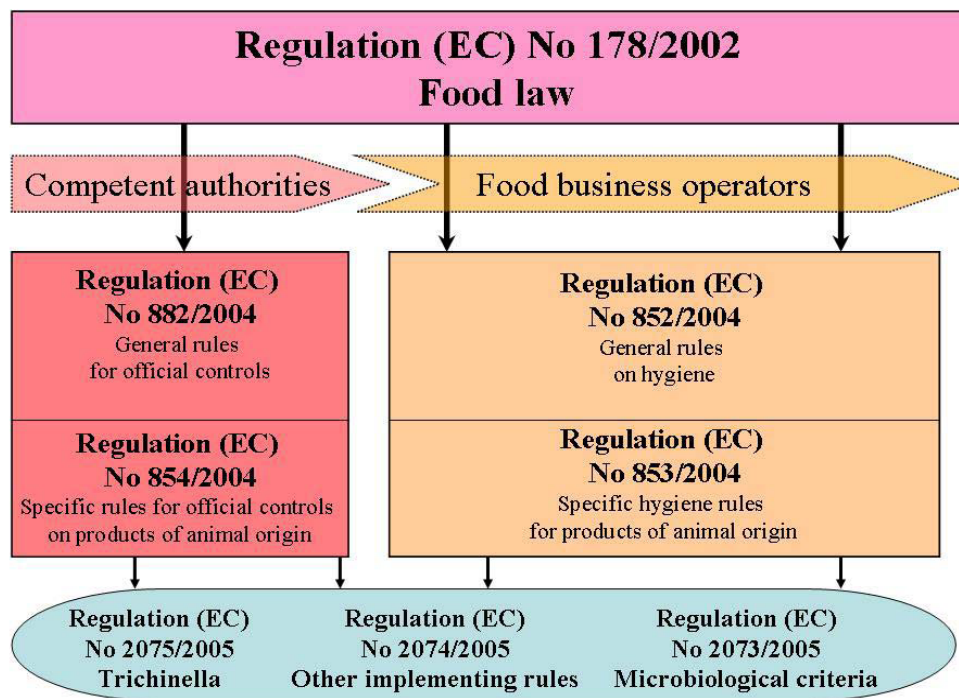 Regulation (EC) No 178/2002
Food law
Competent authorities
Food business operators
Regulation (EC)
No 882/2004
General rules
for official controls
Regulation (EC)
No 852/2004
General rules
on hygiene
Regulation (EC)
No 854/2004
Specific rules for official controls
on products of animal origin
Regulation (EC)
No 853/2004
Specific hygiene rules
for products of animal origin
Regulation (EC)
No 2075/2005
Trichinella
Regulation (EC)
No 2074/2005
Other implementing rules
Regulation (EC)
No 2073/2005
Microbiological criteria